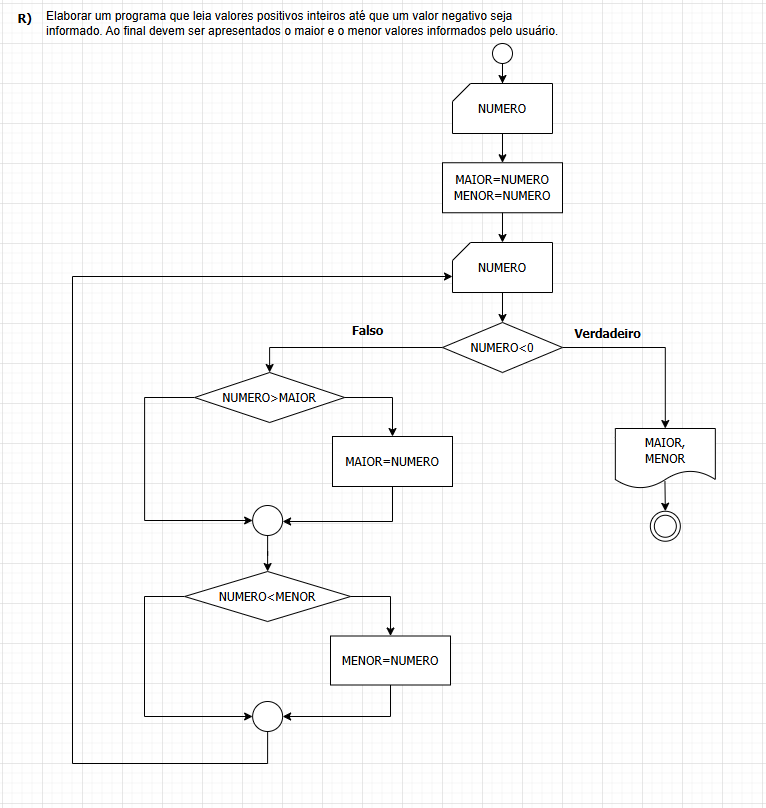 R) Elaborar um programa que leia valores positivos inteiros até que um valor negativo seja
informado. Ao final devem ser apresentados o maior e o menor valores informados pelo usuário.
NUMERO
MAIOR=NUMERO
MENOR=NUMERO
NUMERO
Falso
Verdadeiro
NUMERO<0
NUMERO>MAIOR
MAIOR=NUMERO
MAIOR,
MENOR
NUMERO<MENOR
MENOR=NUMERO